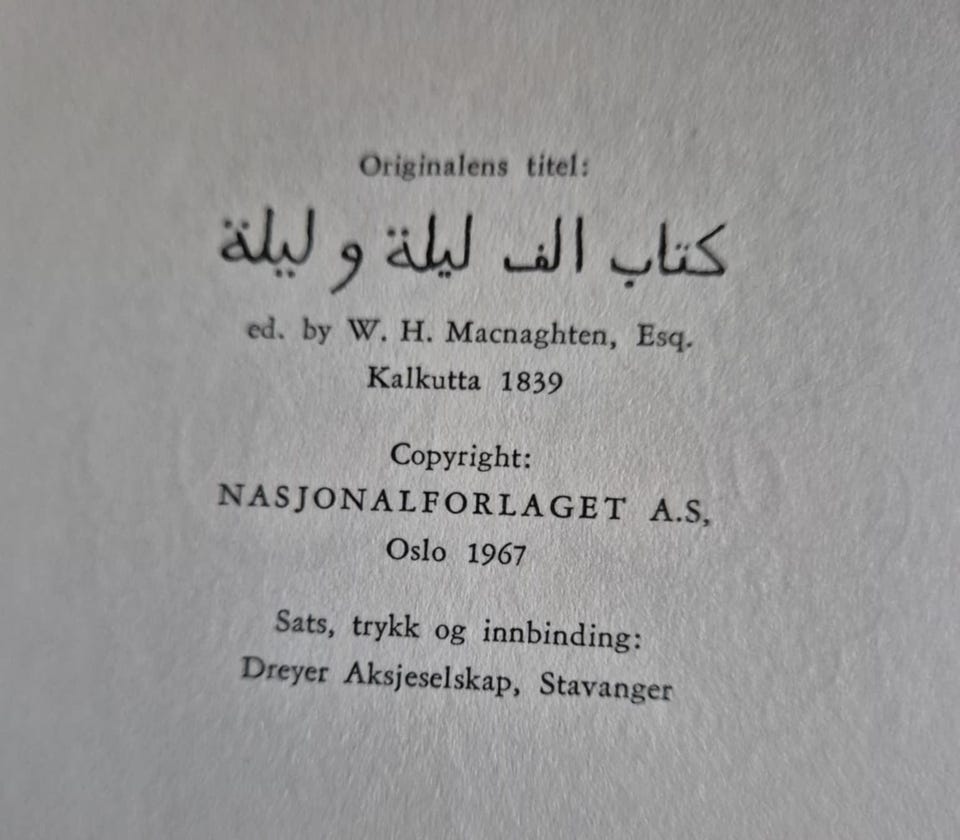 Originalens titel:
كتاب الف ليلة و ليلة
ed. by W. H. Macnaghten, Esq.
Kalkutta 1839
Copyright:
NASJONALFORLAGET A.S,
Oslo 1967
Sats, trykk og innbinding:
Dreyer Aksjeselskap, Stavanger